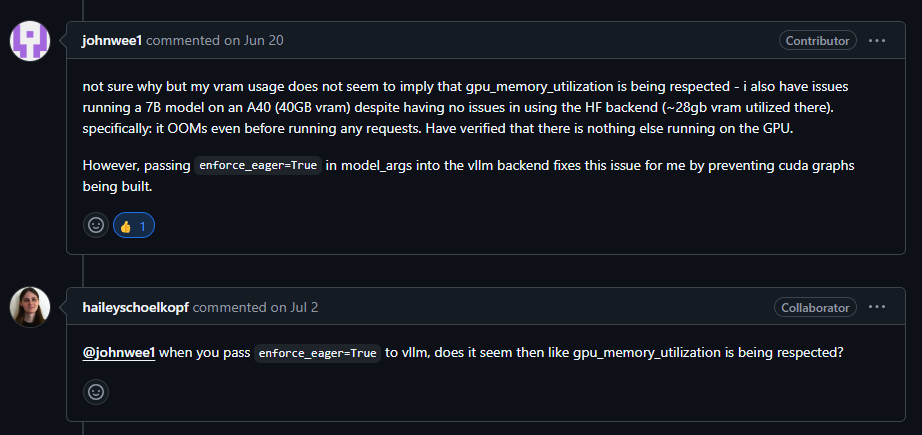 johnwee1 commented on Jun 20
Contributor
not sure why but my vram usage does not seem to imply that gpu_memory_utilization is being respected - i also have issues
running a 7B model on an A40 (40GB vram) despite having no issues in using the HF backend (~28gb vram utilized there).
specifically: it OOMs even before running any requests. Have verified that there is nothing else running on the GPU.
However, passing enforce_eager=True in model_args into the vllm backend fixes this issue for me by preventing cuda graphs
being built.
👍 1
haileyschoelkopf commented on Jul 2
Collaborator
@johnwee1 when you pass enforce_eager=True to vllm, does it seem then like gpu_memory_utilization is being respected?